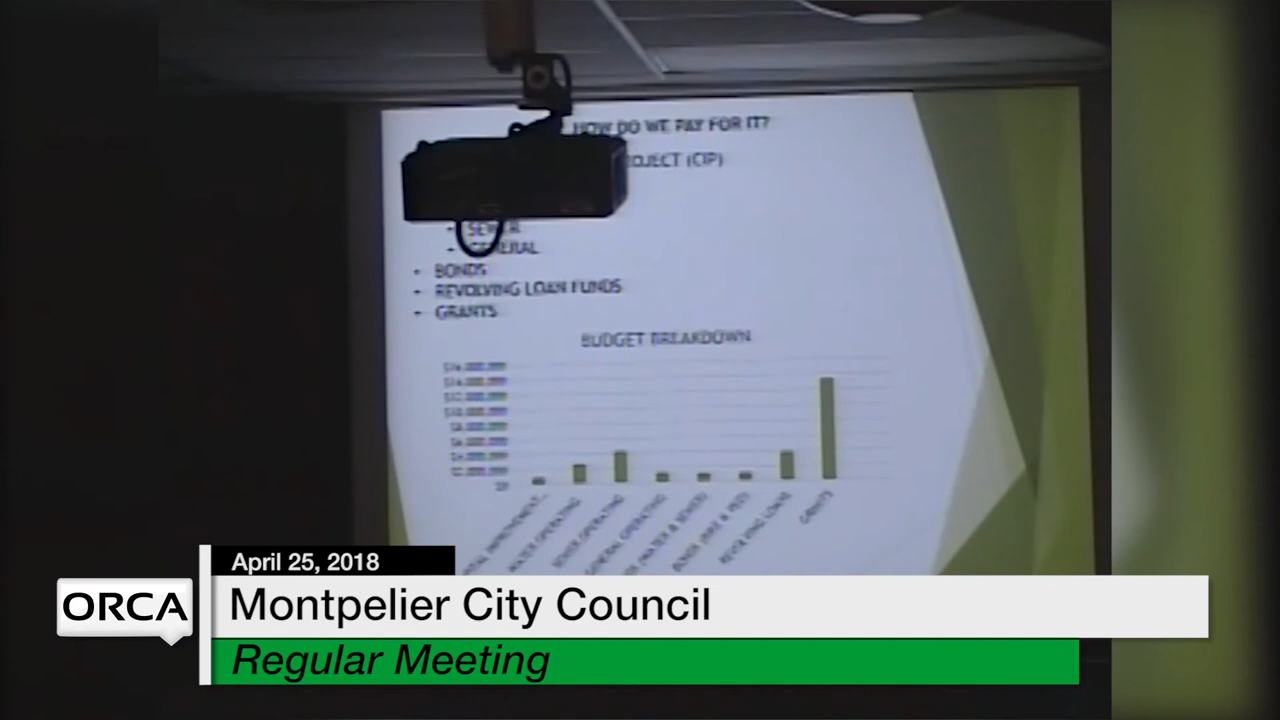 HOW DO WE PAY FOR IT?
(CIP)
- SEWER
- GENERAL
- BONDS
- REVOLVING LOAN FUNDS
- GRANTS
BUDGET BREAKDOWN
$0
WATER OPERATING
SEWER OPERATING
GENERAL OPERATING
REVOLVING LOANS
GRANTS
April 25, 2018
ORCA
Montpelier City Council
Regular Meeting